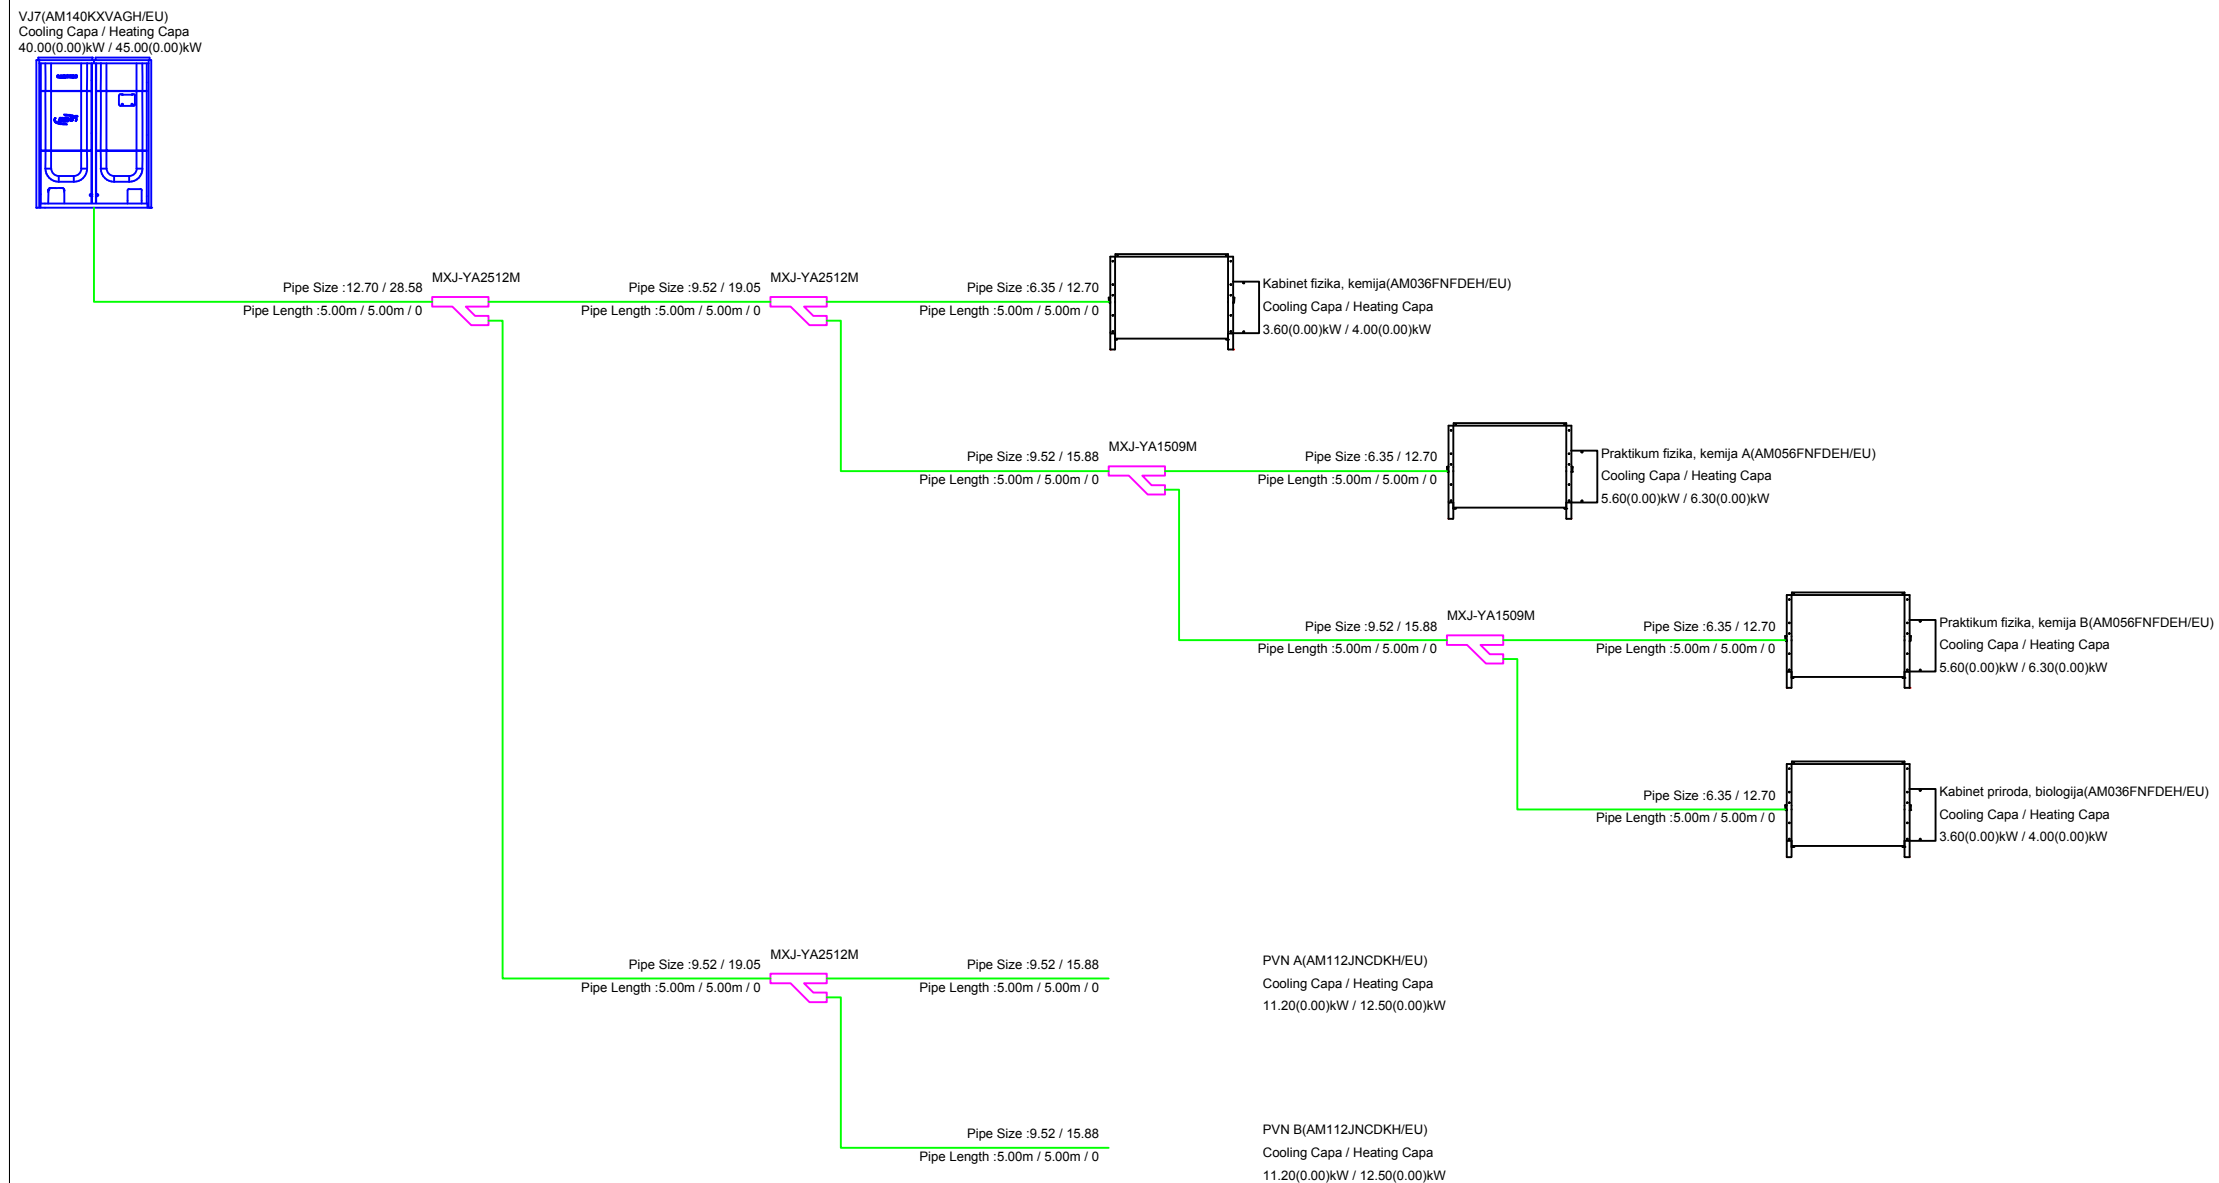 VJ7(AM140KXVAGH/EU)
Cooling Capa / Heating Capa
40.00(0.00)kW / 45.00(0.00)kW
Pipe Size :12.70 / 28.58
Pipe Length :5.00m / 5.00m / 0
MXJ-YA2512M
Pipe Size :9.52 / 19.05
Pipe Length :5.00m / 5.00m / 0
MXJ-YA2512M
Pipe Size :6.35 / 12.70
Pipe Length :5.00m / 5.00m / 0
Kabinet fizika, kemija(AM036FNFDEH/EU)
Cooling Capa / Heating Capa
3.60(0.00)kW / 4.00(0.00)kW
Pipe Size :9.52 / 15.88
Pipe Length :5.00m / 5.00m / 0
MXJ-YA1509M
Pipe Size :6.35 / 12.70
Pipe Length :5.00m / 5.00m / 0
Praktikum fizika, kemija A(AM056FNFDEH/EU)
Cooling Capa / Heating Capa
5.60(0.00)kW / 6.30(0.00)kW
Pipe Size :9.52 / 15.88
Pipe Length :5.00m / 5.00m / 0
MXJ-YA1509M
Pipe Size :6.35 / 12.70
Pipe Length :5.00m / 5.00m / 0
Praktikum fizika, kemija B(AM056FNFDEH/EU)
Cooling Capa / Heating Capa
5.60(0.00)kW / 6.30(0.00)kW
Pipe Size :6.35 / 12.70
Pipe Length :5.00m / 5.00m / 0
Kabinet priroda, biologija(AM036FNFDEH/EU)
Cooling Capa / Heating Capa
3.60(0.00)kW / 4.00(0.00)kW
Pipe Size :9.52 / 19.05
Pipe Length :5.00m / 5.00m / 0
MXJ-YA2512M
Pipe Size :9.52 / 15.88
Pipe Length :5.00m / 5.00m / 0
PVN A(AM112JNCDKH/EU)
Cooling Capa / Heating Capa
11.20(0.00)kW / 12.50(0.00)kW
Pipe Size :9.52 / 15.88
Pipe Length :5.00m / 5.00m / 0
PVN B(AM112JNCDKH/EU)
Cooling Capa / Heating Capa
11.20(0.00)kW / 12.50(0.00)kW